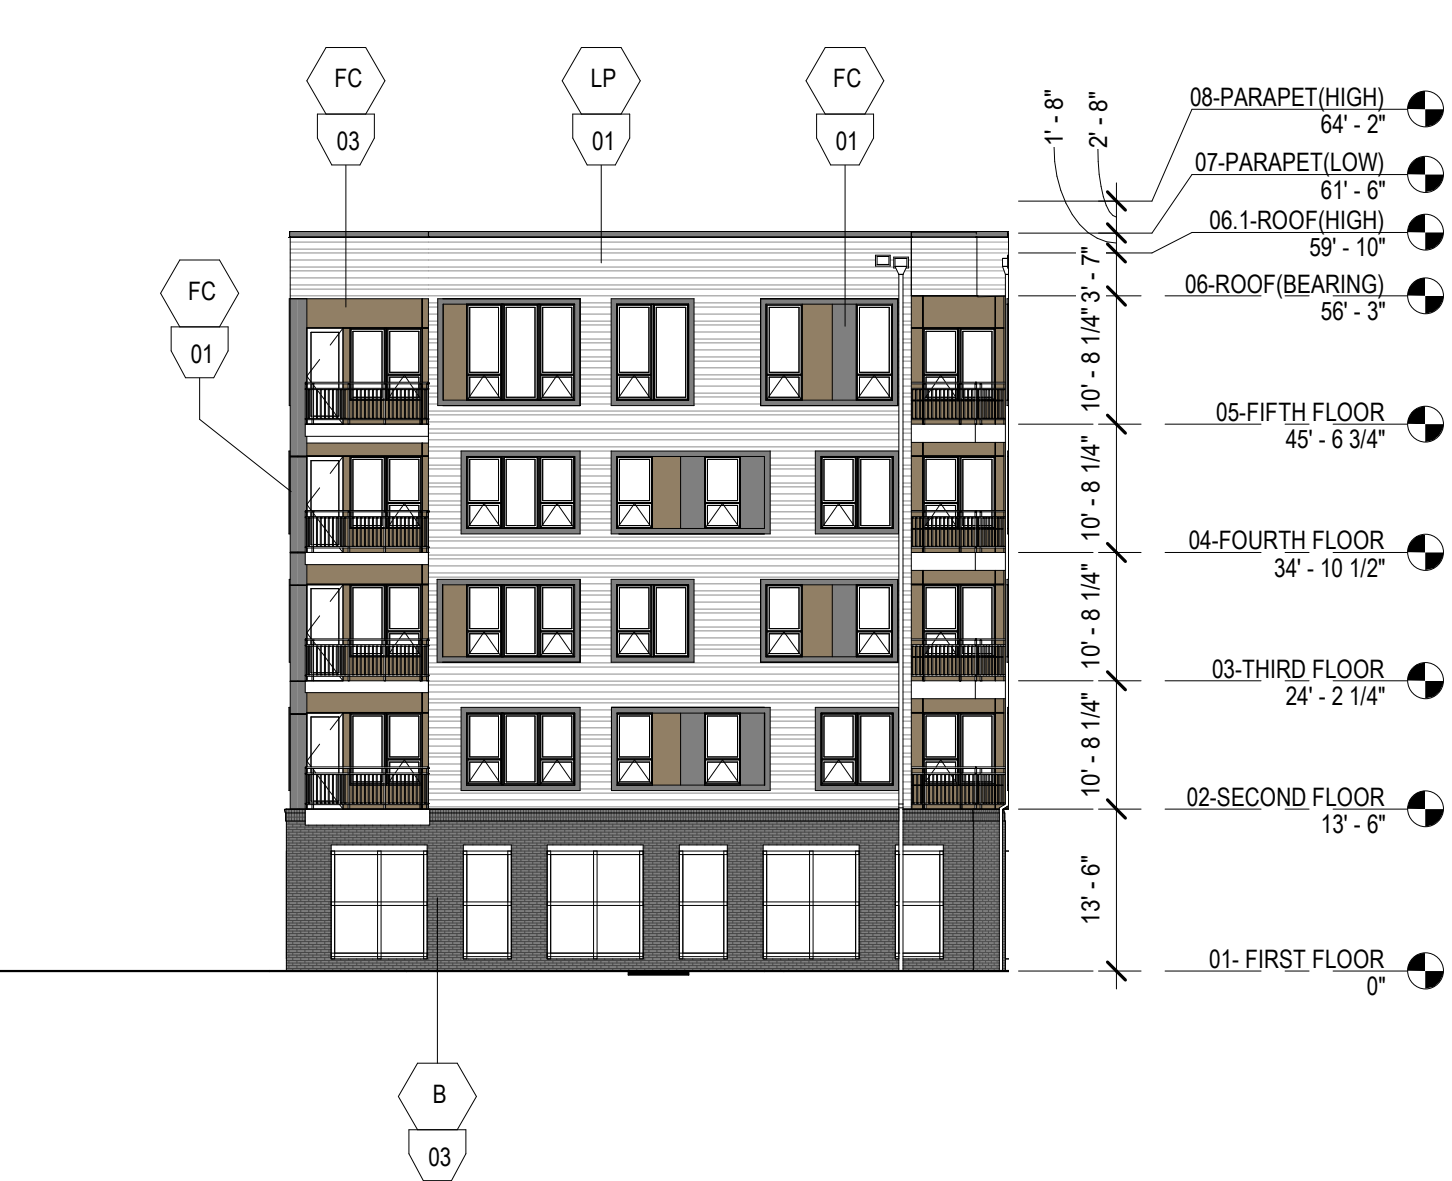 FC
03
LP
01
FC
01
FC
01
B
03
1' - 8"
2' - 8"
3' - 7"
10' - 8 1/4"
10' - 8 1/4"
10' - 8 1/4"
10' - 8 1/4"
13' - 6"
08-PARAPET(HIGH)
64' - 2"
07-PARAPET(LOW)
61' - 6"
06.1-ROOF(HIGH)
59' - 10"
06-ROOF(BEARING)
56' - 3"
05-FIFTH FLOOR
45' - 6 3/4"
04-FOURTH FLOOR
34' - 10 1/2"
03-THIRD FLOOR
24' - 2 1/4"
02-SECOND FLOOR
13' - 6"
01- FIRST FLOOR
0"